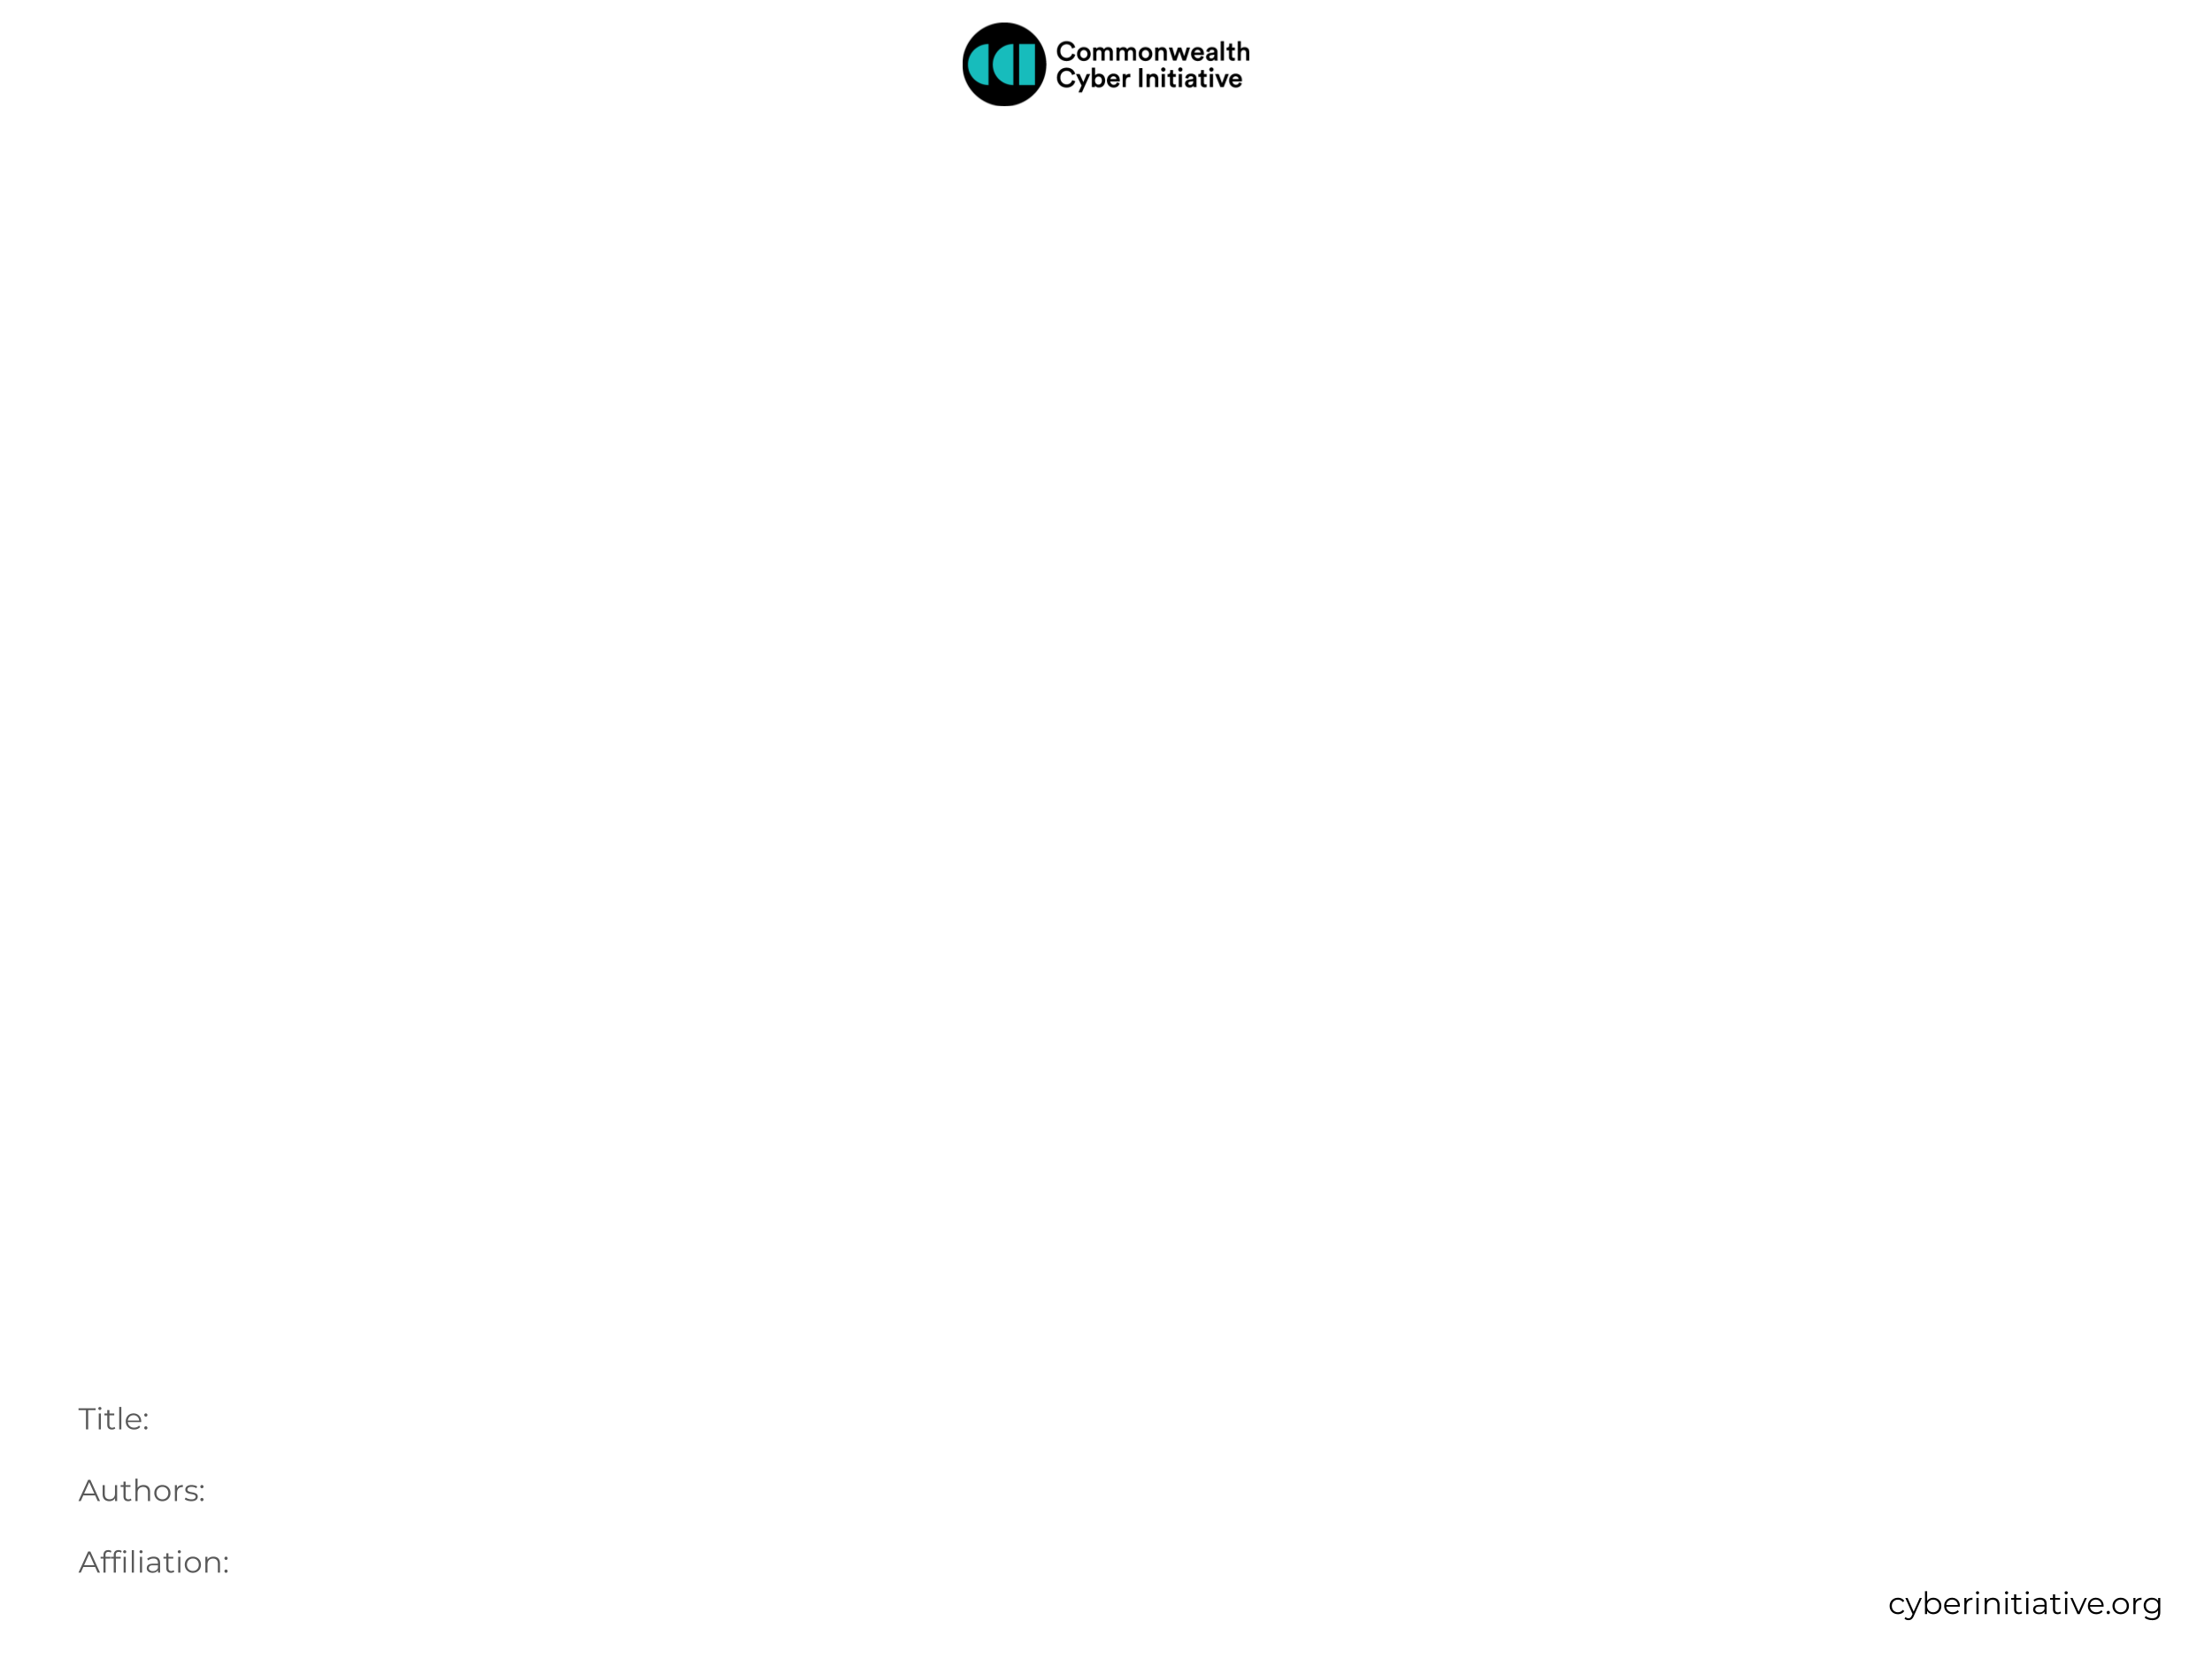 Commonwealth
Cyber Initiative
Title:
Authors:
Affiliation:
cyberinitiative.org